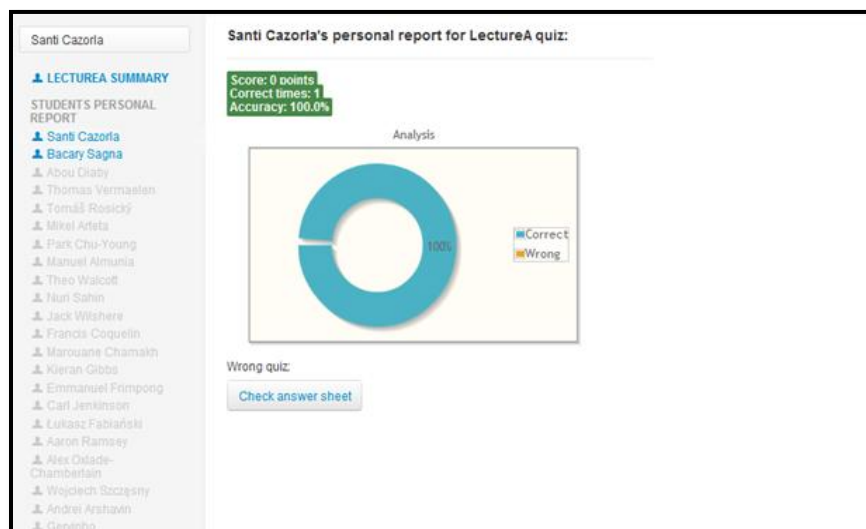 Santi Cazorla
LECTUREA SUMMARY
STUDENTS PERSONAL
REPORT
Santi Cazorla
Bacary Sagna
Abou Diaby
Thomas Vermaelen
Tomáš Rosický
Mikel Arteta
Park Chu-Young
Manuel Almunia
Theo Walcott
Nuri Sahin
Jack Wilshere
Francis Coquelin
Marouane Chamakh
Kieran Gibbs
Emmanuel Frimpong
Carl Jenkinson
Łukasz Fabiański
Aaron Ramsey
Alex Oxlade-
Chamberlain
Wojciech Szczęsny
Andrei Arshavin
Gervinho
Santi Cazorla's personal report for LectureA quiz:
Score: 0 points
Correct times: 1
Accuracy: 100.0%
Analysis
100%
Correct
Wrong
Wrong quiz:
Check answer sheet